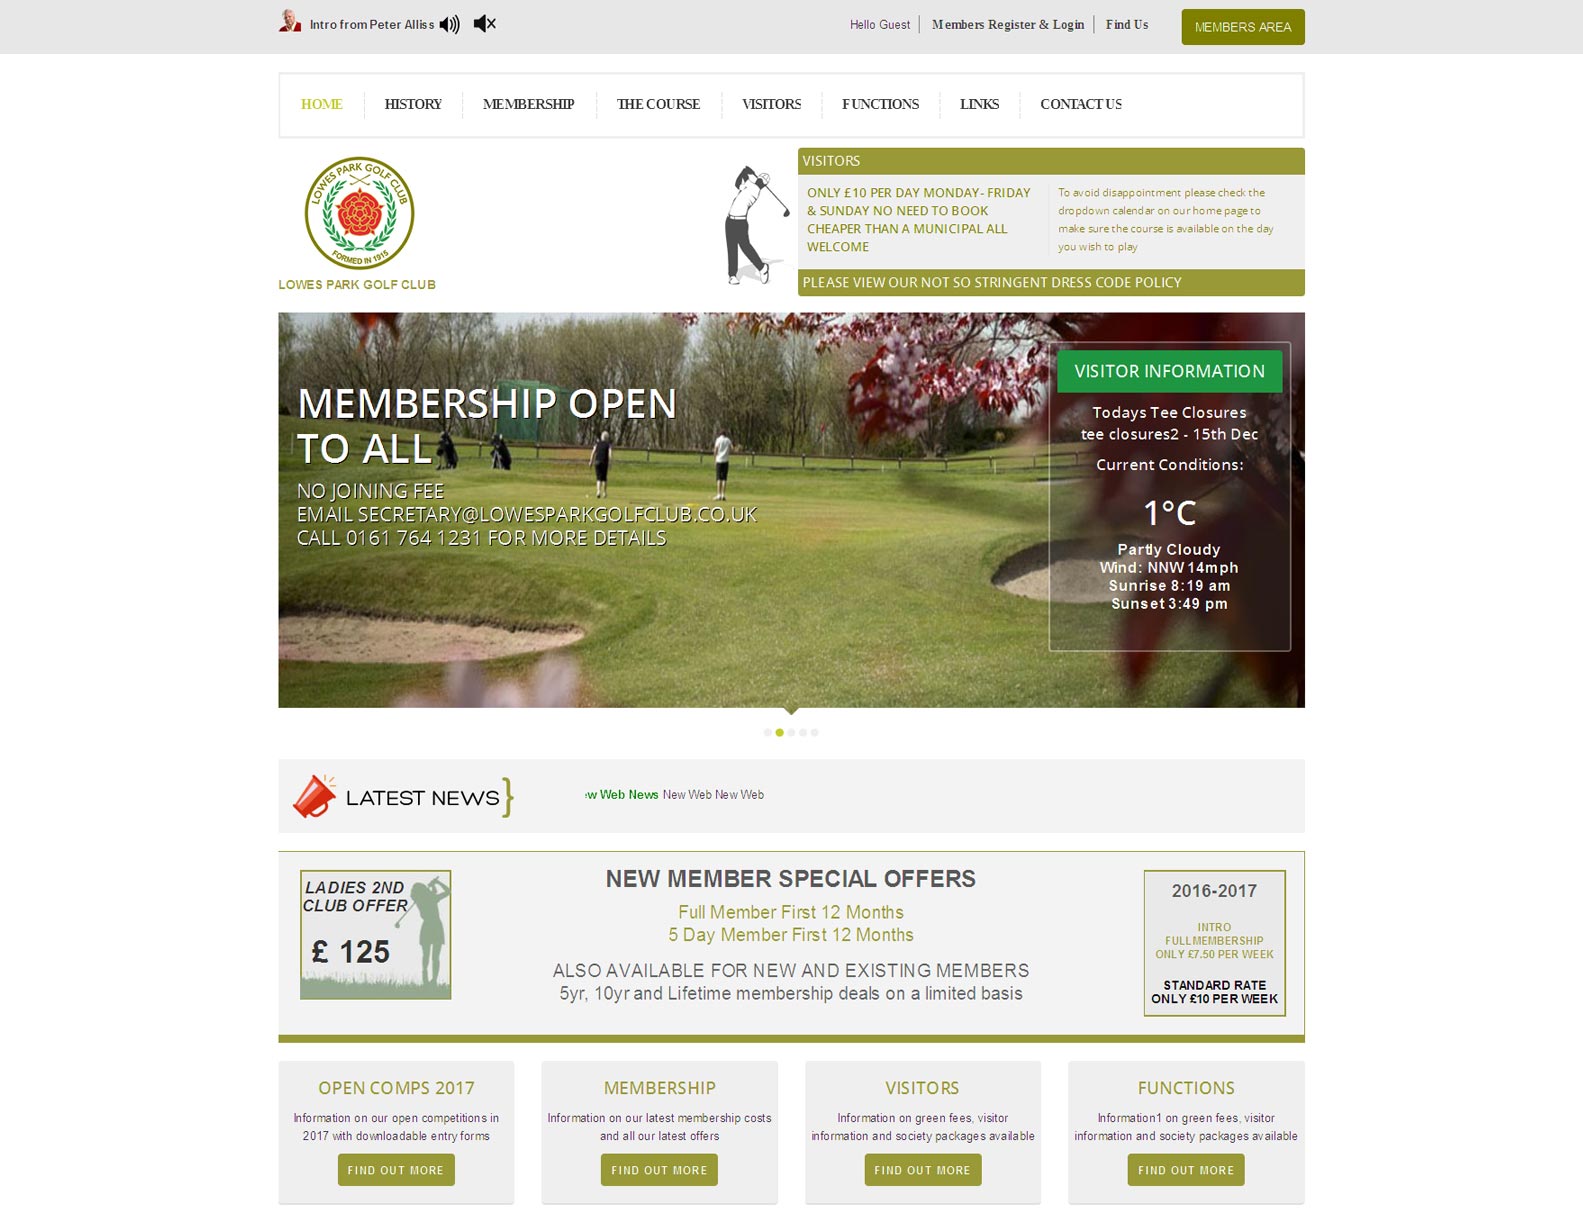 Intro from Peter Alliss
Hello Guest
Members Register & Login
Find Us
MEMBERS AREA
HOME
HISTORY
MEMBERSHIP
THE COURSE
VISITORS
FUNCTIONS
LINKS
CONTACT US
LOWES PARK GOLF CLUB
FORMED IN 1915
LOWES PARK GOLF CLUB
VISITORS
ONLY £10 PER DAY MONDAY- FRIDAY
& SUNDAY NO NEED TO BOOK
CHEAPER THAN A MUNICIPAL ALL
WELCOME
To avoid disappointment please check the
dropdown calendar on our home page to
make sure the course is available on the day
you wish to play
PLEASE VIEW OUR NOT SO STRINGENT DRESS CODE POLICY
MEMBERSHIP OPEN
TO ALL
NO JOINING FEE
EMAIL SECRETARY@LOWESPARKGOLFCLUB.CO.UK
CALL 0161 764 1231 FOR MORE DETAILS
VISITOR INFORMATION
Todays Tee Closures
tee closures2 - 15th Dec
Current Conditions:
1°C
Partly Cloudy
Wind: NNW 14mph
Sunrise 8:19 am
Sunset 3:49 pm
LATEST NEWS}
ew Web News New Web New Web
LADIES 2ND
CLUB OFFER
£ 125
NEW MEMBER SPECIAL OFFERS
Full Member First 12 Months
5 Day Member First 12 Months
ALSO AVAILABLE FOR NEW AND EXISTING MEMBERS
5yr, 10yr and Lifetime membership deals on a limited basis
2016-2017
INTRO
FULLMEMBERSHIP
ONLY £7.50 PER WEEK
STANDARD RATE
ONLY £10 PER WEEK
OPEN COMPS 2017
Information on our open competitions in
2017 with downloadable entry forms
FIND OUT MORE
MEMBERSHIP
Information on our latest membership costs
and all our latest offers
FIND OUT MORE
VISITORS
Information on green fees, visitor
information and society packages available
FIND OUT MORE
FUNCTIONS
Information1 on green fees, visitor
information and society packages available
FIND OUT MORE